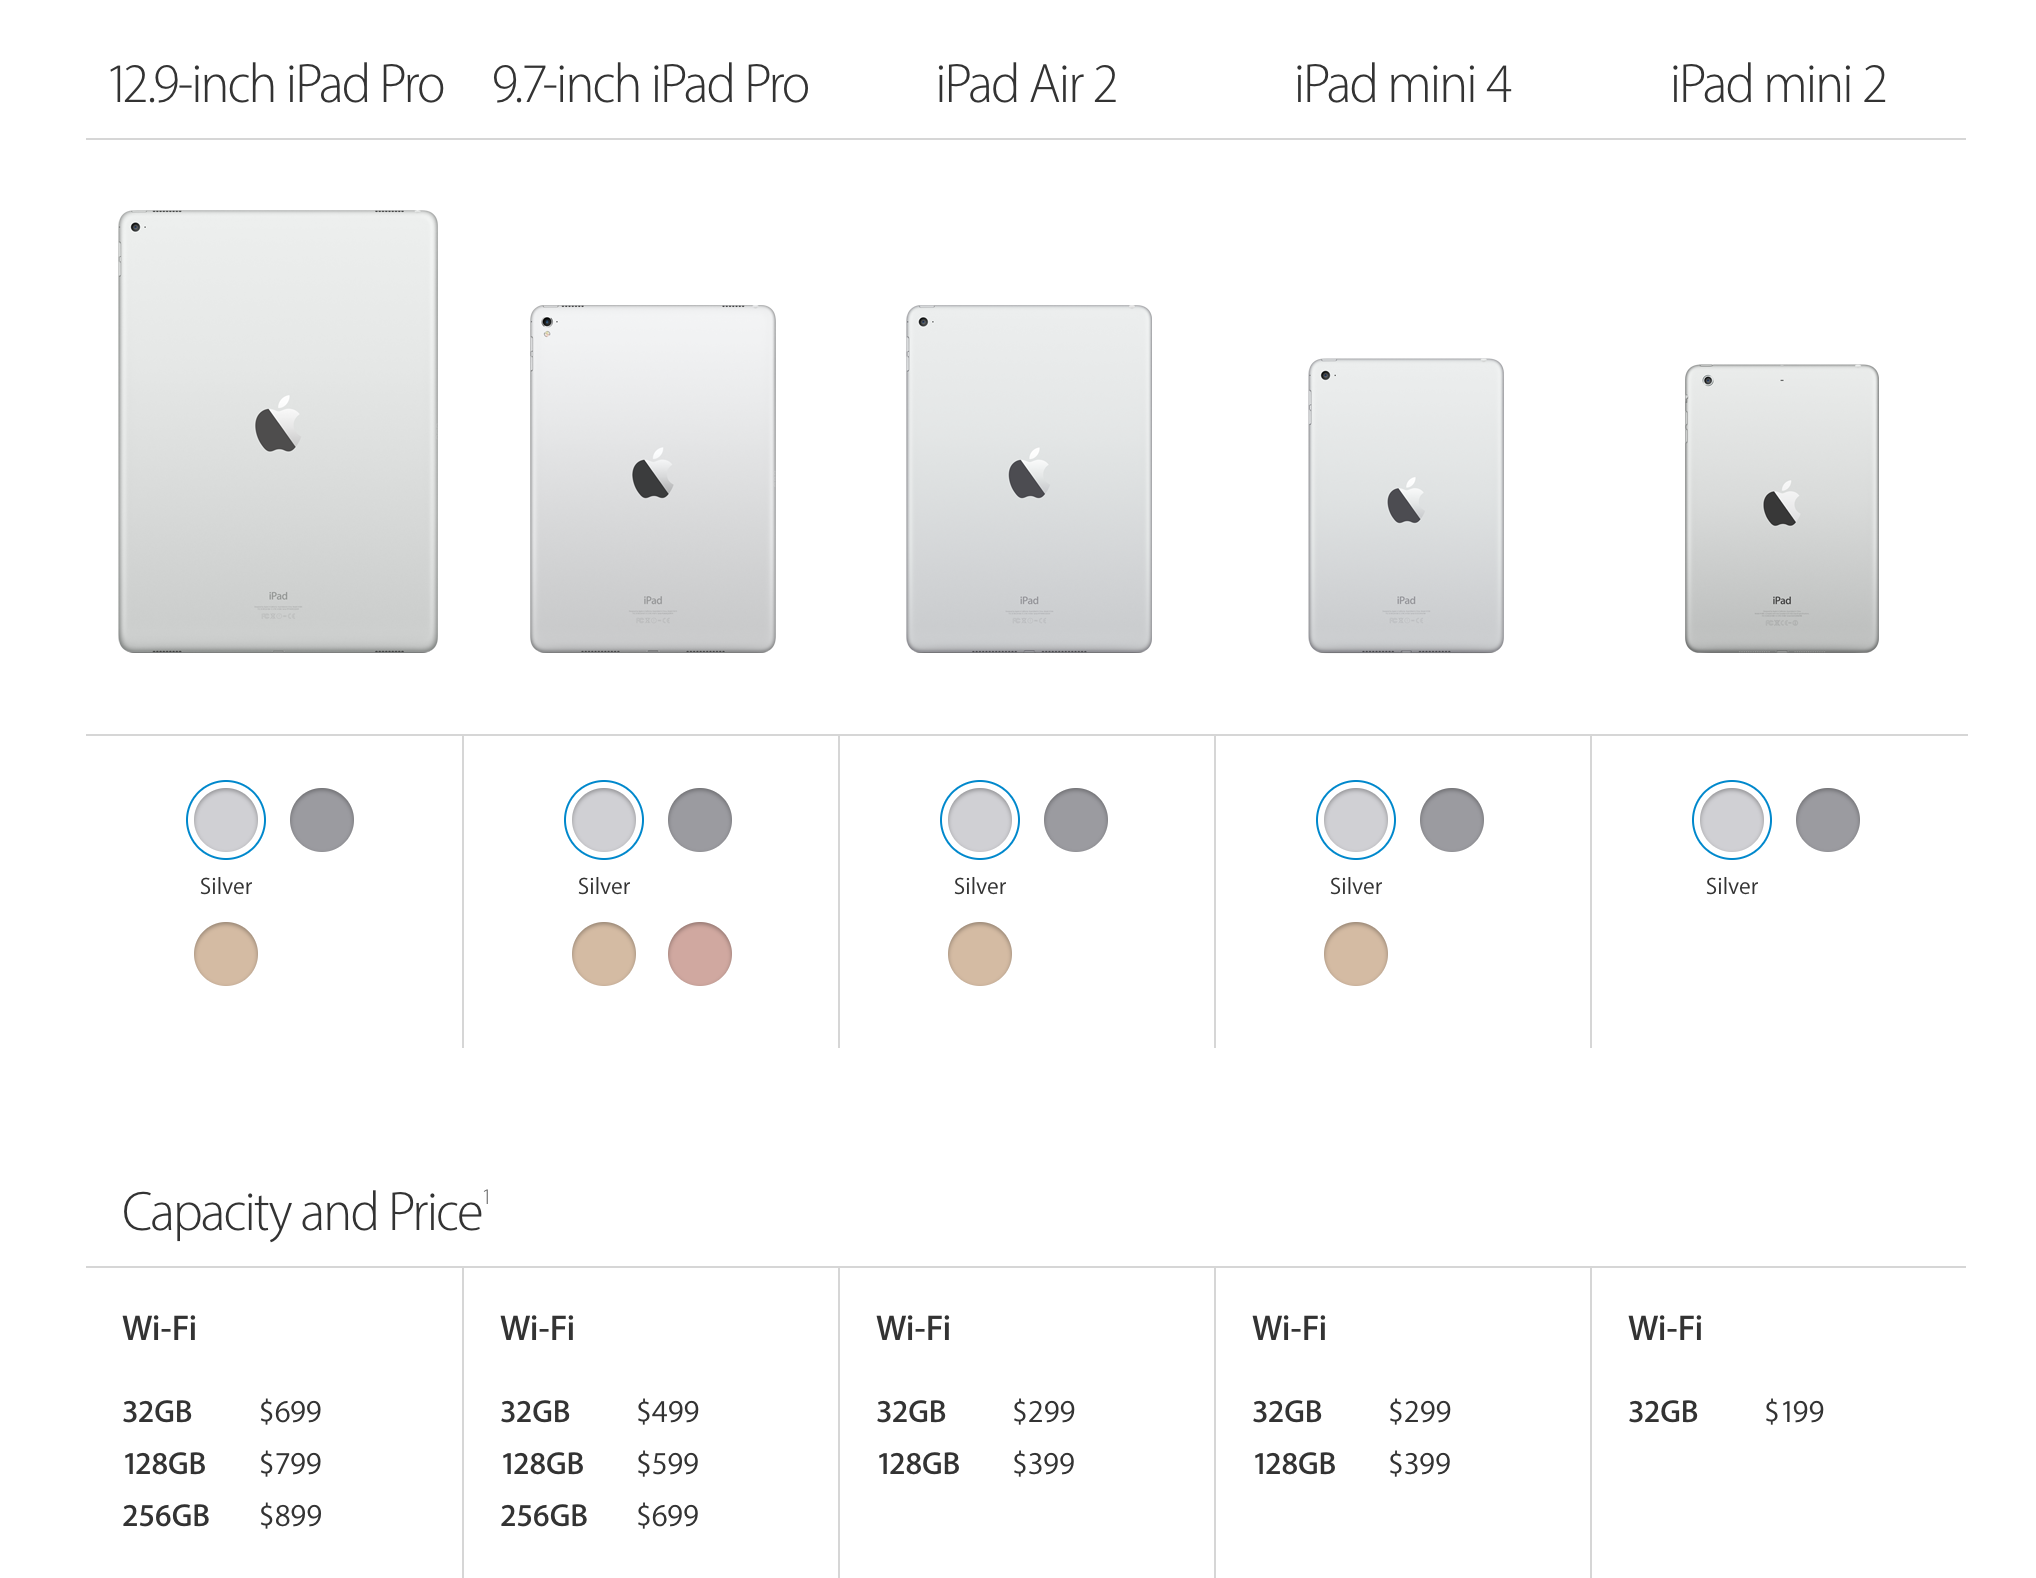 12.9-inch iPad Pro 9.7-inch iPad Pro iPad Air 2 iPad mini 4 iPad mini 2
iPad iPad iPad iPad iPad
Silver Silver Silver Silver Silver
Capacity and Price1
Wi-Fi Wi-Fi Wi-Fi Wi-Fi Wi-Fi
32GB $699 32GB $499 32GB $299 32GB $299 32GB $199
128GB $799 128GB $599 128GB $399 128GB $399
256GB $899 256GB $699